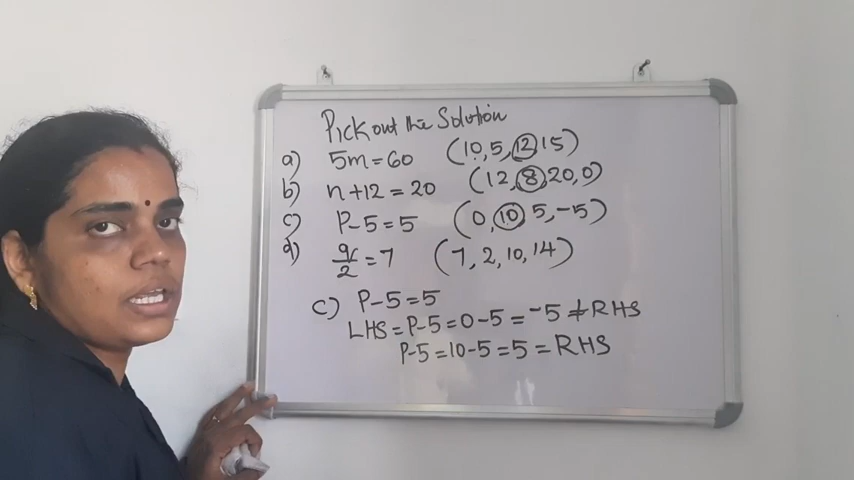 Pick out the Solution
a) 5m = 60 (10, 5, 12, 15)
b) n + 12 = 20 (12, 8, 20, 0)
c) P - 5 = 5 (0, 10, 5, -5)
d) q/2 = 7 (7, 2, 10, 14)
c) P - 5 = 5
LHS = P - 5 = 0 - 5 = -5 ≠ RHS
P - 5 = 10 - 5 = 5 = RHS